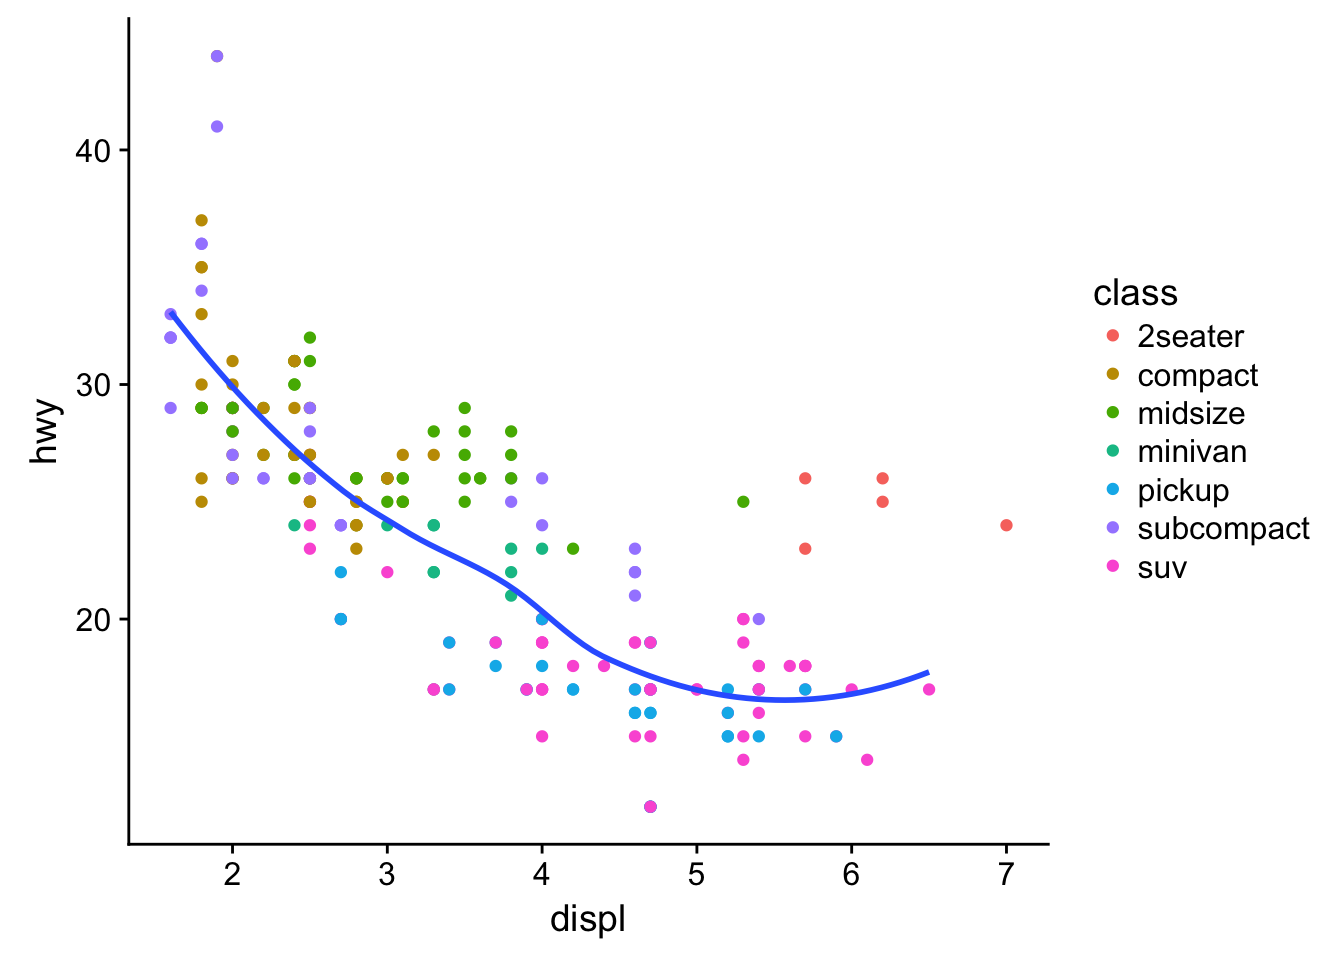 40
30
20
hwy
2 3 4 5 6 7
displ
class
2seater
compact
midsize
minivan
pickup
subcompact
suv